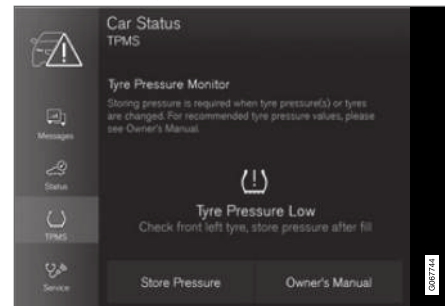 Car Status
TPMS
Tyre Pressure Monitor
Storing pressure is required when tyre pressure(s) or tyres
are changed. For recommended tyre pressure values, please
see Owner's Manual.
Messages
Status
TPMS
Service
Tyre Pressure Low
Check front left tyre, store pressure after fill
Store Pressure
Owner's Manual
G067744